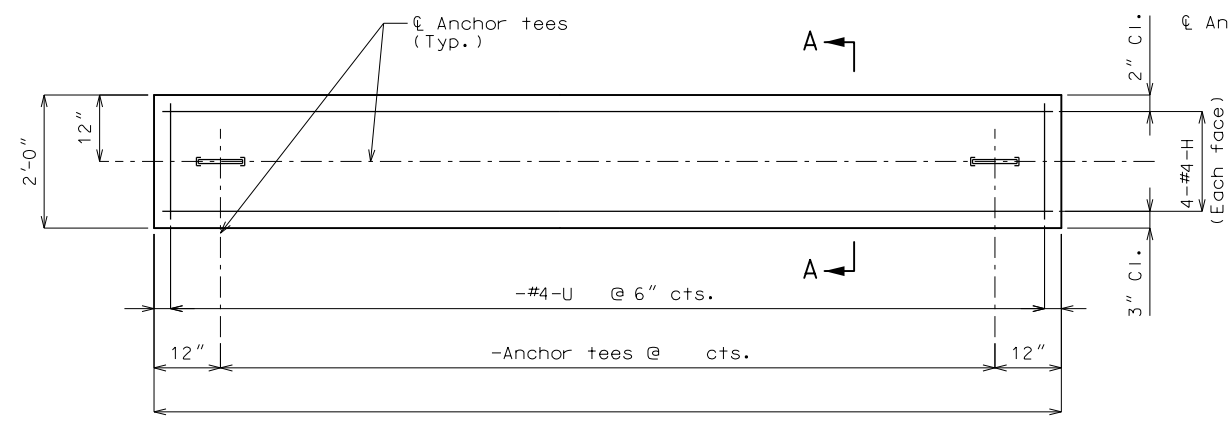 ℄ Anchor tees
(Typ.)
A
2" Cl.
℄ An
12"
2'-0"
4-#4-H
(Each face)
A
3" Cl.
-#4-U @ 6" cts.
12"
-Anchor tees @ cts.
12"